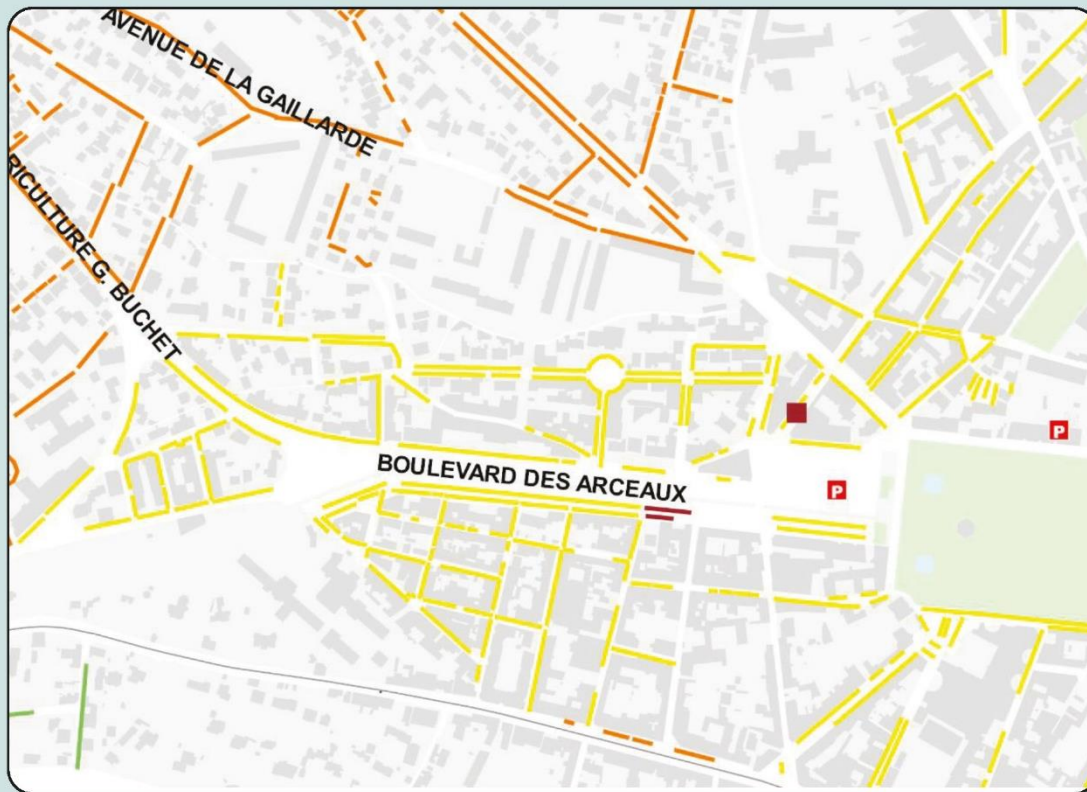 AVENUE DE LA GAILLARDE
RICULTURE G. BUCHET
BOULEVARD DES ARCEAUX
P
P